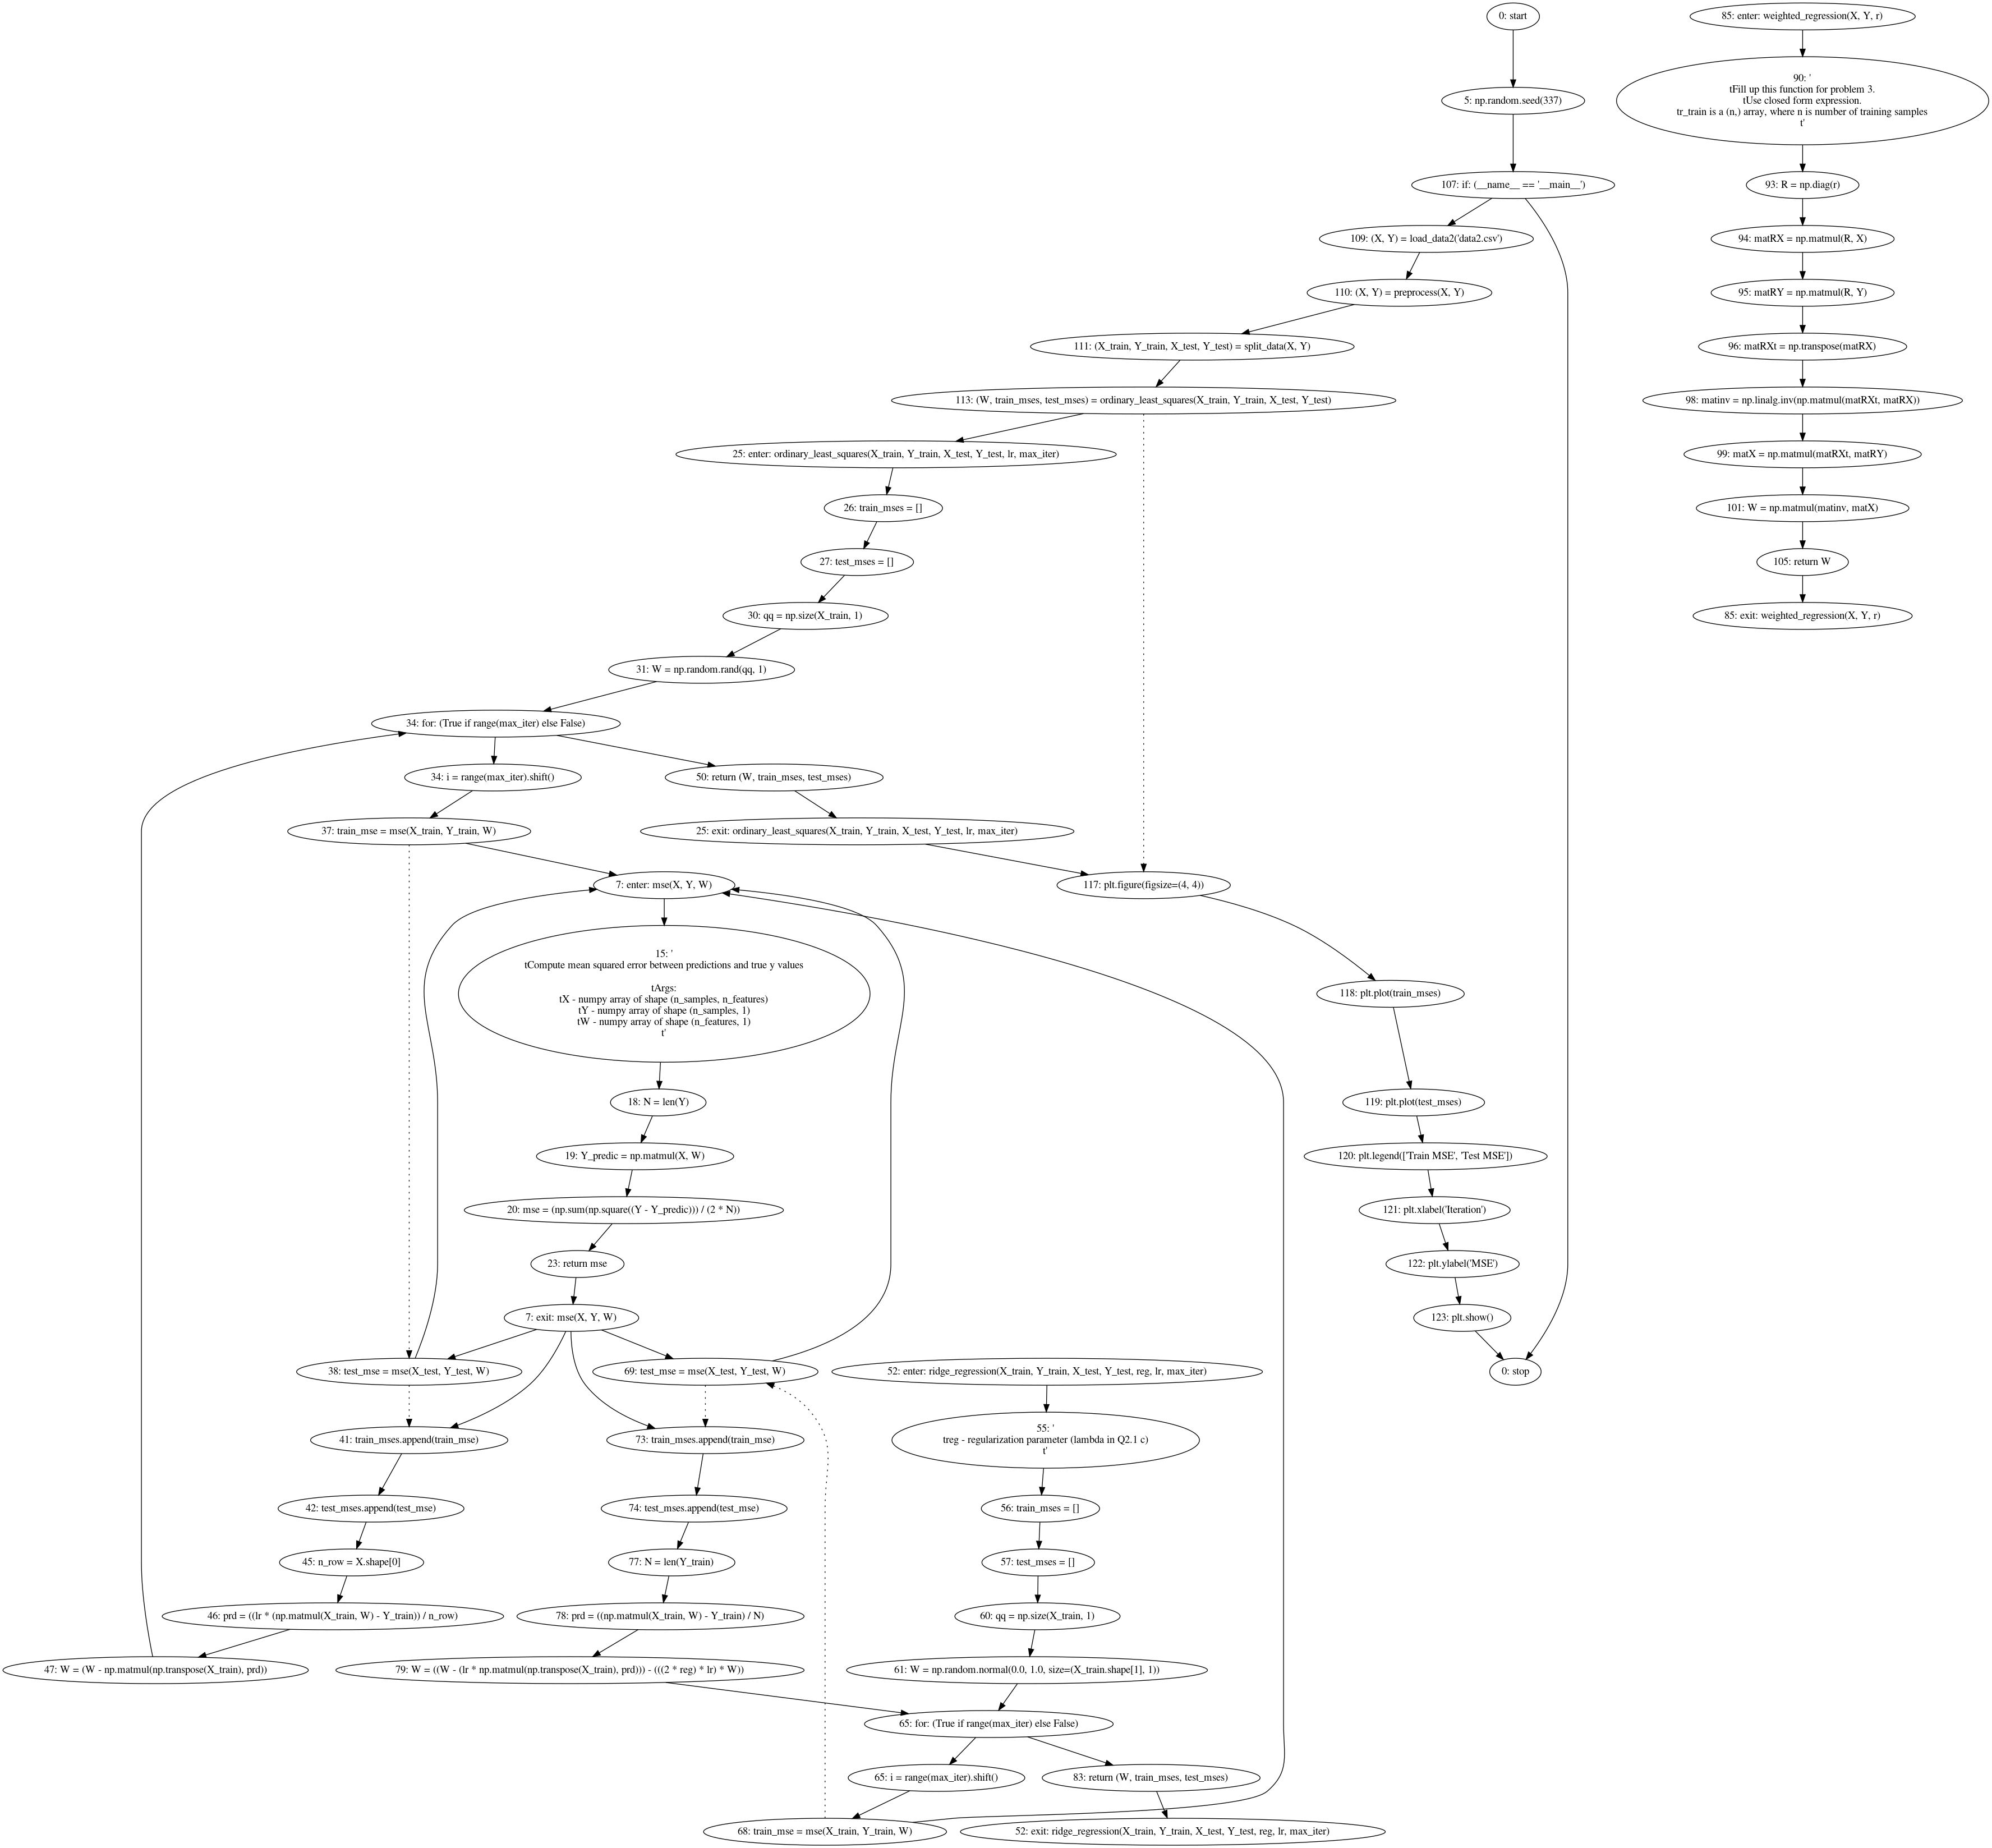 0: start
85: enter: weighted_regression(X, Y, r)
5: np.random.seed(337)
90: '
tFill up this function for problem 3.
tUse closed form expression.
tr_train is a (n,) array, where n is number of training samples
t'
107: if: (__name__ == '__main__')
93: R = np.diag(r)
109: (X, Y) = load_data2('data2.csv')
94: matRX = np.matmul(R, X)
110: (X, Y) = preprocess(X, Y)
95: matRY = np.matmul(R, Y)
111: (X_train, Y_train, X_test, Y_test) = split_data(X, Y)
96: matRXt = np.transpose(matRX)
113: (W, train_mses, test_mses) = ordinary_least_squares(X_train, Y_train, X_test, Y_test)
98: matinv = np.linalg.inv(np.matmul(matRXt, matRX))
25: enter: ordinary_least_squares(X_train, Y_train, X_test, Y_test, lr, max_iter)
99: matX = np.matmul(matRXt, matRY)
26: train_mses = []
101: W = np.matmul(matinv, matX)
27: test_mses = []
105: return W
30: qq = np.size(X_train, 1)
85: exit: weighted_regression(X, Y, r)
31: W = np.random.rand(qq, 1)
34: for: (True if range(max_iter) else False)
34: i = range(max_iter).shift()
50: return (W, train_mses, test_mses)
37: train_mse = mse(X_train, Y_train, W)
25: exit: ordinary_least_squares(X_train, Y_train, X_test, Y_test, lr, max_iter)
7: enter: mse(X, Y, W)
117: plt.figure(figsize=(4, 4))
15: '
tCompute mean squared error between predictions and true y values
tArgs:
tX - numpy array of shape (n_samples, n_features)
tY - numpy array of shape (n_samples, 1)
tW - numpy array of shape (n_features, 1)
t'
118: plt.plot(train_mses)
18: N = len(Y)
119: plt.plot(test_mses)
19: Y_predic = np.matmul(X, W)
120: plt.legend(['Train MSE', 'Test MSE'])
20: mse = (np.sum(np.square((Y - Y_predic))) / (2 * N))
121: plt.xlabel('Iteration')
23: return mse
122: plt.ylabel('MSE')
7: exit: mse(X, Y, W)
123: plt.show()
38: test_mse = mse(X_test, Y_test, W)
69: test_mse = mse(X_test, Y_test, W)
52: enter: ridge_regression(X_train, Y_train, X_test, Y_test, reg, lr, max_iter)
0: stop
41: train_mses.append(train_mse)
73: train_mses.append(train_mse)
55: '
treg - regularization parameter (lambda in Q2.1 c)
t'
42: test_mses.append(test_mse)
74: test_mses.append(test_mse)
56: train_mses = []
45: n_row = X.shape[0]
77: N = len(Y_train)
57: test_mses = []
46: prd = ((lr * (np.matmul(X_train, W) - Y_train)) / n_row)
78: prd = ((np.matmul(X_train, W) - Y_train) / N)
60: qq = np.size(X_train, 1)
47: W = (W - np.matmul(np.transpose(X_train), prd))
79: W = ((W - (lr * np.matmul(np.transpose(X_train), prd))) - (((2 * reg) * lr) * W))
61: W = np.random.normal(0.0, 1.0, size=(X_train.shape[1], 1))
65: for: (True if range(max_iter) else False)
65: i = range(max_iter).shift()
83: return (W, train_mses, test_mses)
68: train_mse = mse(X_train, Y_train, W)
52: exit: ridge_regression(X_train, Y_train, X_test, Y_test, reg, lr, max_iter)